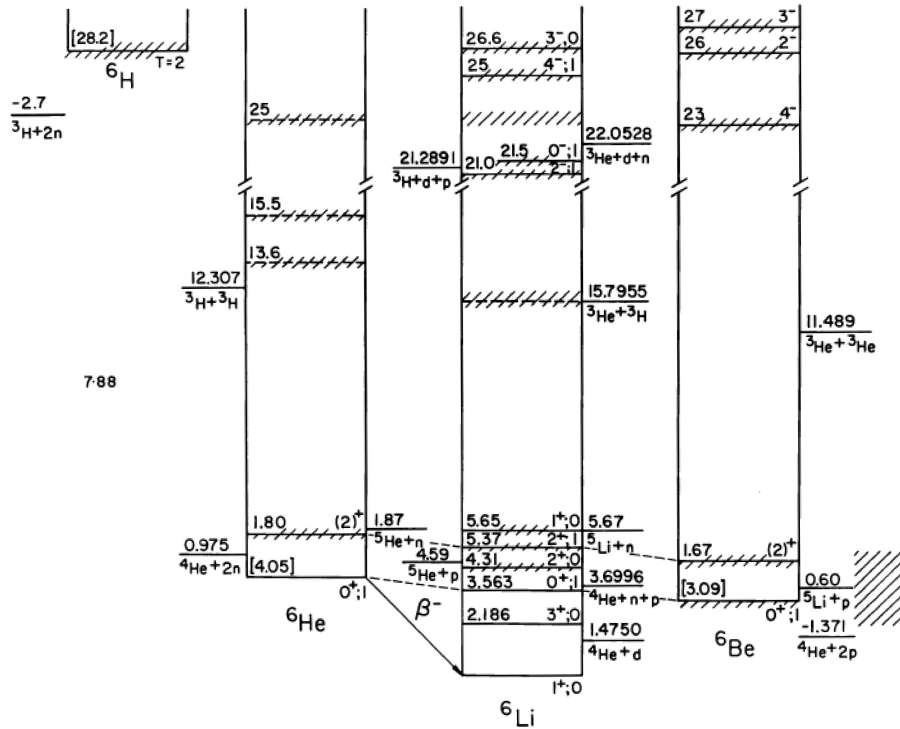 [28.2]
⁶H
T=2
-2.7
³H+2n
25
15.5
13.6
12.307
³H+³H
7·88
1.80 (2)⁺
1.87
⁵He+n
0.975
⁴He+2n
[4.05]
0⁺;1
⁶He
β⁻
26.6 3⁻,0
25 4⁻;1
22.0528
³He+d+n
21.5 0⁻;1
21.2891
³H+d+p
21.0 2⁻;1
15.7955
³He+³H
5.65 1⁺;0
5.67
⁵Li+n
5.37 2⁺;1
4.59
⁵He+p
4.31 2⁺;0
3.563 0⁺;1
3.6996
⁴He+n+p
2.186 3⁺;0
1.4750
⁴He+d
1⁺;0
⁶Li
27 3⁻
26 2⁻
23 4⁻
11.489
³He+³He
1.67 (2)⁺
[3.09]
0.60
⁵Li+p
0⁺;1
-1.371
⁴He+2p
⁶Be